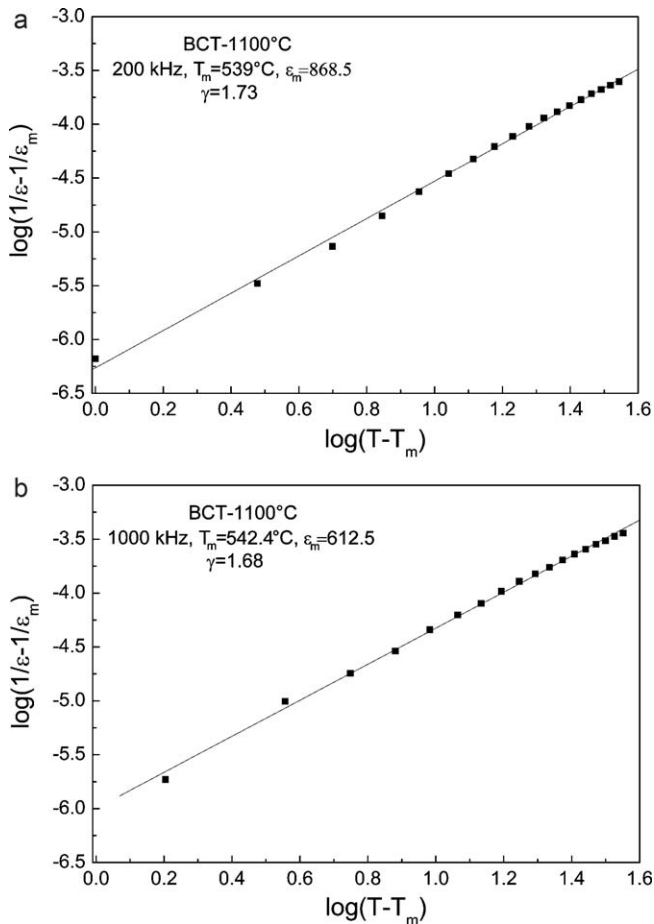 a
BCT-1100°C
200 kHz, Tm=539°C, εm=868.5
γ=1.73
log(1/ε-1/εm)
-3.0
-3.5
-4.0
-4.5
-5.0
-5.5
-6.0
-6.5
0.0 0.2 0.4 0.6 0.8 1.0 1.2 1.4 1.6
log(T-Tm)
b
BCT-1100°C
1000 kHz, Tm=542.4°C, εm=612.5
γ=1.68
log(1/ε-1/εm)
-3.0
-3.5
-4.0
-4.5
-5.0
-5.5
-6.0
-6.5
0.0 0.2 0.4 0.6 0.8 1.0 1.2 1.4 1.6
log(T-Tm)